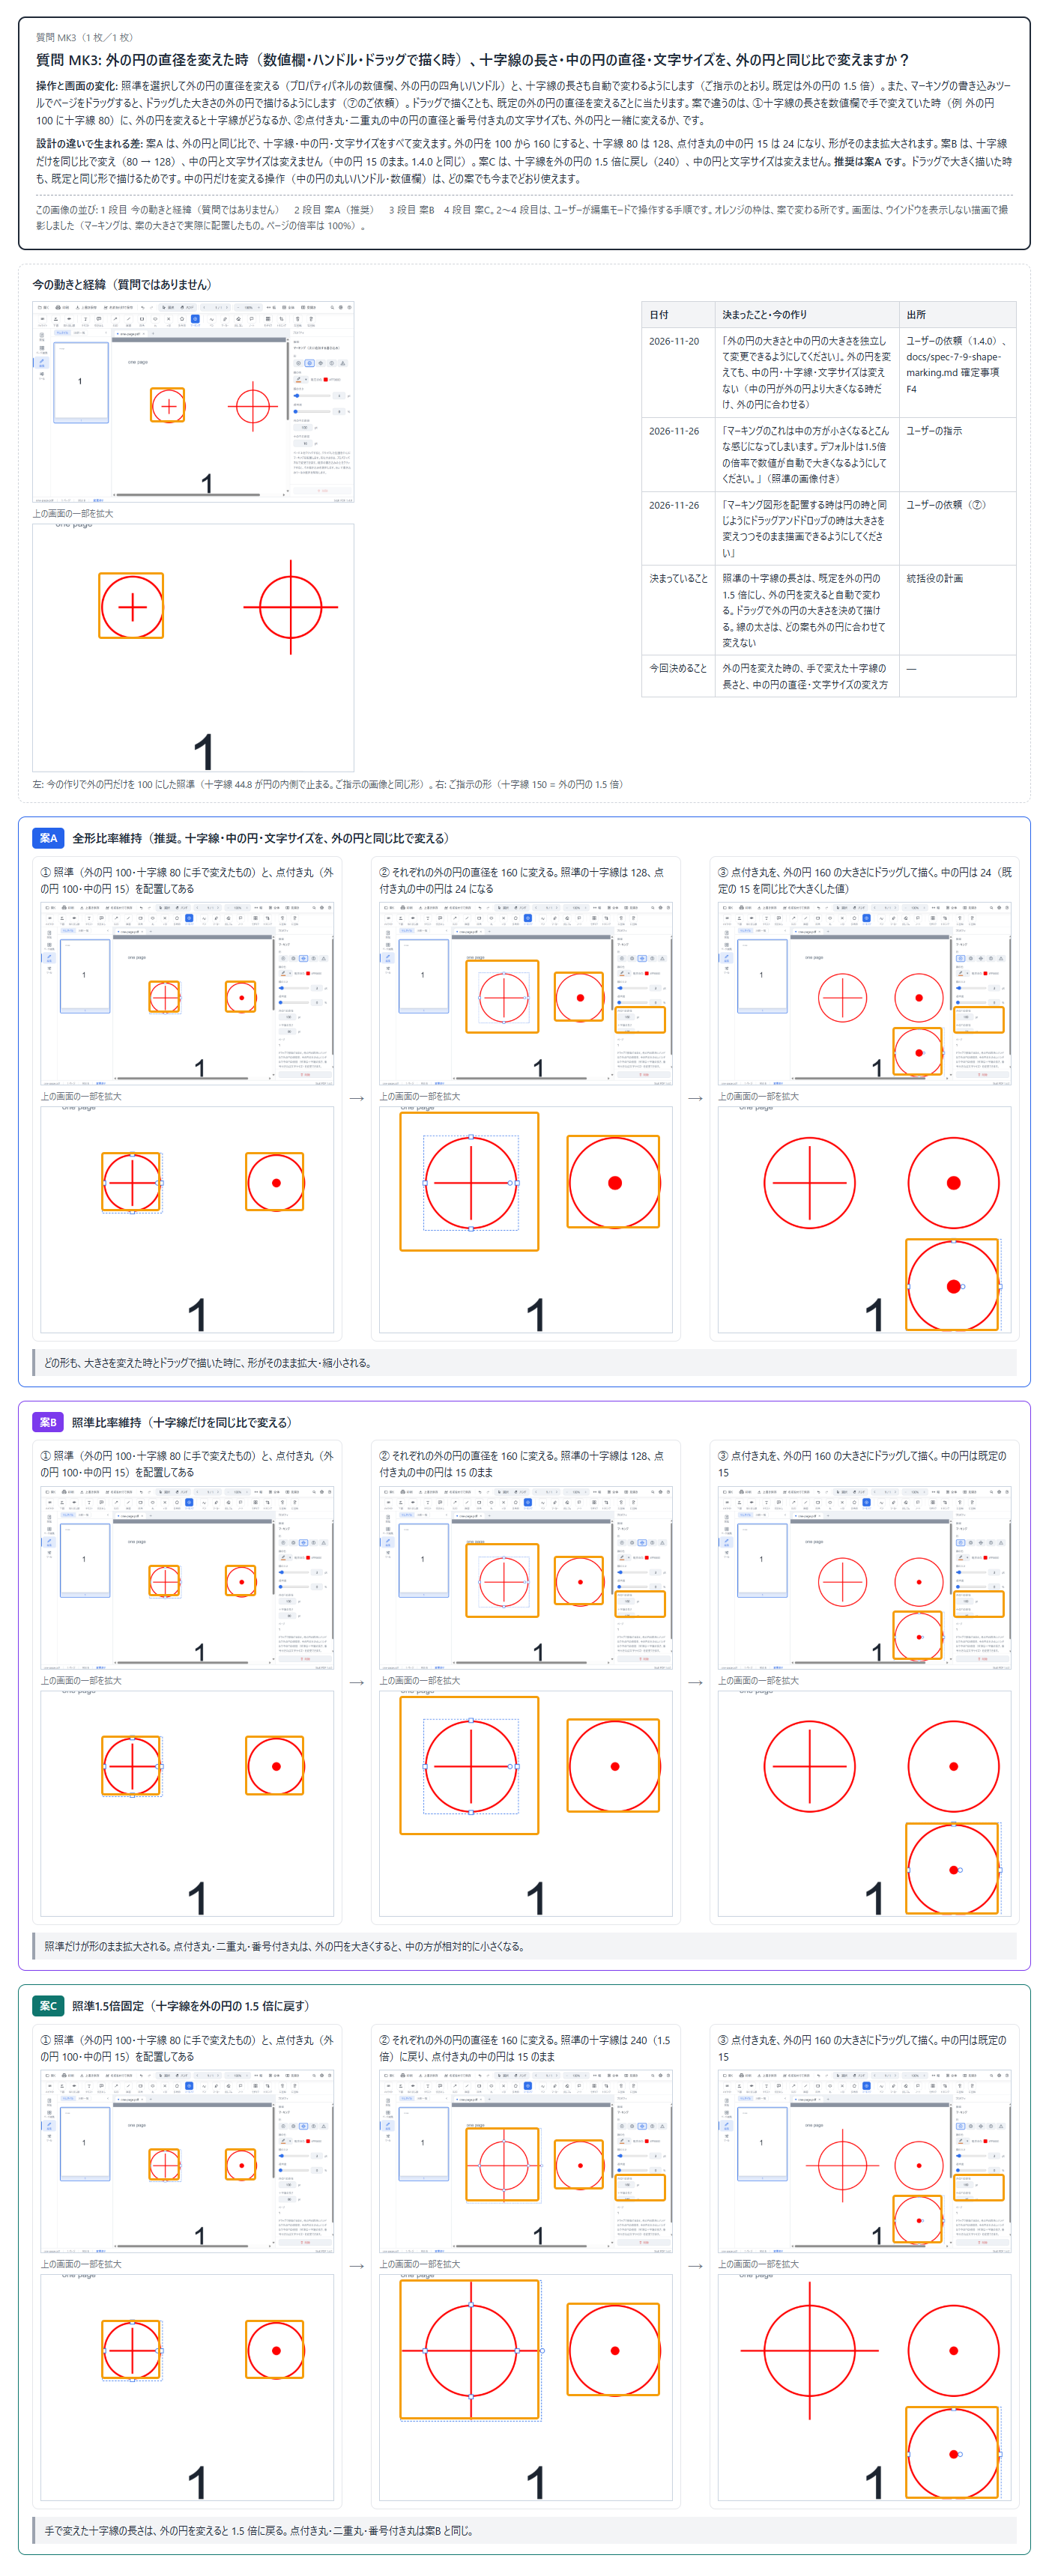 質問 MK3（1 枚／1 枚）
質問 MK3: 外の円の直径を変えた時（数値欄・ハンドル・ドラッグで描く時）、十字線の長さ・中の円の直径・文字サイズを、外の円と同じ比で変えますか？
操作と画面の変化: 照準を選択して外の円の直径を変える（プロパティパネルの数値欄、外の円の四角いハンドル）と、十字線の長さも自動で変わるようにします（ご指示のとおり。既定は外の円の 1.5 倍）。また、マーキングの書き込みツー
ルでページをドラッグすると、ドラッグした大きさの外の円で描けるようにします（⑦のご依頼）。ドラッグで描くことも、既定の外の円の直径を変えることに当たります。案で違うのは、①十字線の長さを数値欄で手で変えていた時（例 外の円
100 に十字線 80）に、外の円を変えると十字線がどうなるか、②点付き丸・二重丸の中の円の直径と番号付き丸の文字サイズも、外の円と一緒に変えるか、です。
設計の違いで生まれる差: 案A は、外の円と同じ比で、十字線・中の円・文字サイズをすべて変えます。外の円を 100 から 160 にすると、十字線 80 は 128、点付き丸の中の円 15 は 24 になり、形がそのまま拡大されます。案B は、十字線
だけを同じ比で変え（80 → 128）、中の円と文字サイズは変えません（中の円 15 のまま。1.4.0 と同じ）。案C は、十字線を外の円の 1.5 倍に戻し（240）、中の円と文字サイズは変えません。推奨は案A です。ドラッグで大きく描いた時
も、既定と同じ形で描けるためです。中の円だけを変える操作（中の円の丸いハンドル・数値欄）は、どの案でも今までどおり使えます。
この画像の並び: 1 段目 今の動きと経緯（質問ではありません）　2 段目 案A（推奨）　3 段目 案B　4 段目 案C。2〜4 段目は、ユーザーが編集モードで操作する手順です。オレンジの枠は、案で変わる所です。画面は、ウインドウを表示しない描画で撮
影しました（マーキングは、案の大きさで実際に配置したもの。ページの倍率は 100%）。
今の動きと経緯（質問ではありません）
one page
1
上の画面の一部を拡大
1
左: 今の作りで外の円だけを 100 にした照準（十字線 44.8 が円の内側で止まる。ご指示の画像と同じ形）。右: ご指示の形（十字線 150 = 外の円の 1.5 倍）
日付　決まったこと・今の作り　出所
2026-11-20　「外の円の大きさと中の円の大きさを独立し
て変更できるようにしてください」。外の円を変
えても、中の円・十字線・文字サイズは変え
ない（中の円が外の円より大きくなる時だ
け、外の円に合わせる）
ユーザーの依頼（1.4.0）、
docs/spec-7-9-shape-
marking.md 確定事項
F4
2026-11-26　「マーキングのこれは中の方が小さくなるとこん
な感じになってしまいます。デフォルトは1.5倍
の倍率で数値が自動で大きくなるようにして
ください。」（照準の画像付き）
ユーザーの指示
2026-11-26　「マーキング図形を配置する時は円の時と同
じようにドラッグアンドドロップの時は大きさを
変えつつそのまま描画できるようにしてくださ
い」
ユーザーの依頼（⑦）
決まっていること　照準の十字線の長さは、既定を外の円の
1.5 倍にし、外の円を変えると自動で変わ
る。ドラッグで外の円の大きさを決めて描け
る。線の太さは、どの案も外の円に合わせて
変えない
統括役の計画
今回決めること　外の円を変えた時の、手で変えた十字線の
長さと、中の円の直径・文字サイズの変え方
—
案A　全形比率維持（推奨。十字線・中の円・文字サイズを、外の円と同じ比で変える）
① 照準（外の円 100・十字線 80 に手で変えたもの）と、点付き丸（外
の円 100・中の円 15）を配置してある
上の画面の一部を拡大
1
→
② それぞれの外の円の直径を 160 に変える。照準の十字線は 128、点
付き丸の中の円は 24 になる
上の画面の一部を拡大
1
→
③ 点付き丸を、外の円 160 の大きさにドラッグして描く。中の円は 24（既
定の 15 を同じ比で大きくした値）
上の画面の一部を拡大
1
どの形も、大きさを変えた時とドラッグで描いた時に、形がそのまま拡大・縮小される。
案B　照準比率維持（十字線だけを同じ比で変える）
① 照準（外の円 100・十字線 80 に手で変えたもの）と、点付き丸（外
の円 100・中の円 15）を配置してある
上の画面の一部を拡大
1
→
② それぞれの外の円の直径を 160 に変える。照準の十字線は 128、点
付き丸の中の円は 15 のまま
上の画面の一部を拡大
1
→
③ 点付き丸を、外の円 160 の大きさにドラッグして描く。中の円は既定の
15
上の画面の一部を拡大
1
照準だけが形のまま拡大される。点付き丸・二重丸・番号付き丸は、外の円を大きくすると、中の方が相対的に小さくなる。
案C　照準1.5倍固定（十字線を外の円の 1.5 倍に戻す）
① 照準（外の円 100・十字線 80 に手で変えたもの）と、点付き丸（外
の円 100・中の円 15）を配置してある
上の画面の一部を拡大
1
→
② それぞれの外の円の直径を 160 に変える。照準の十字線は 240（1.5
倍）に戻り、点付き丸の中の円は 15 のまま
上の画面の一部を拡大
1
→
③ 点付き丸を、外の円 160 の大きさにドラッグして描く。中の円は既定の
15
上の画面の一部を拡大
1
手で変えた十字線の長さは、外の円を変えると 1.5 倍に戻る。点付き丸・二重丸・番号付き丸は案B と同じ。